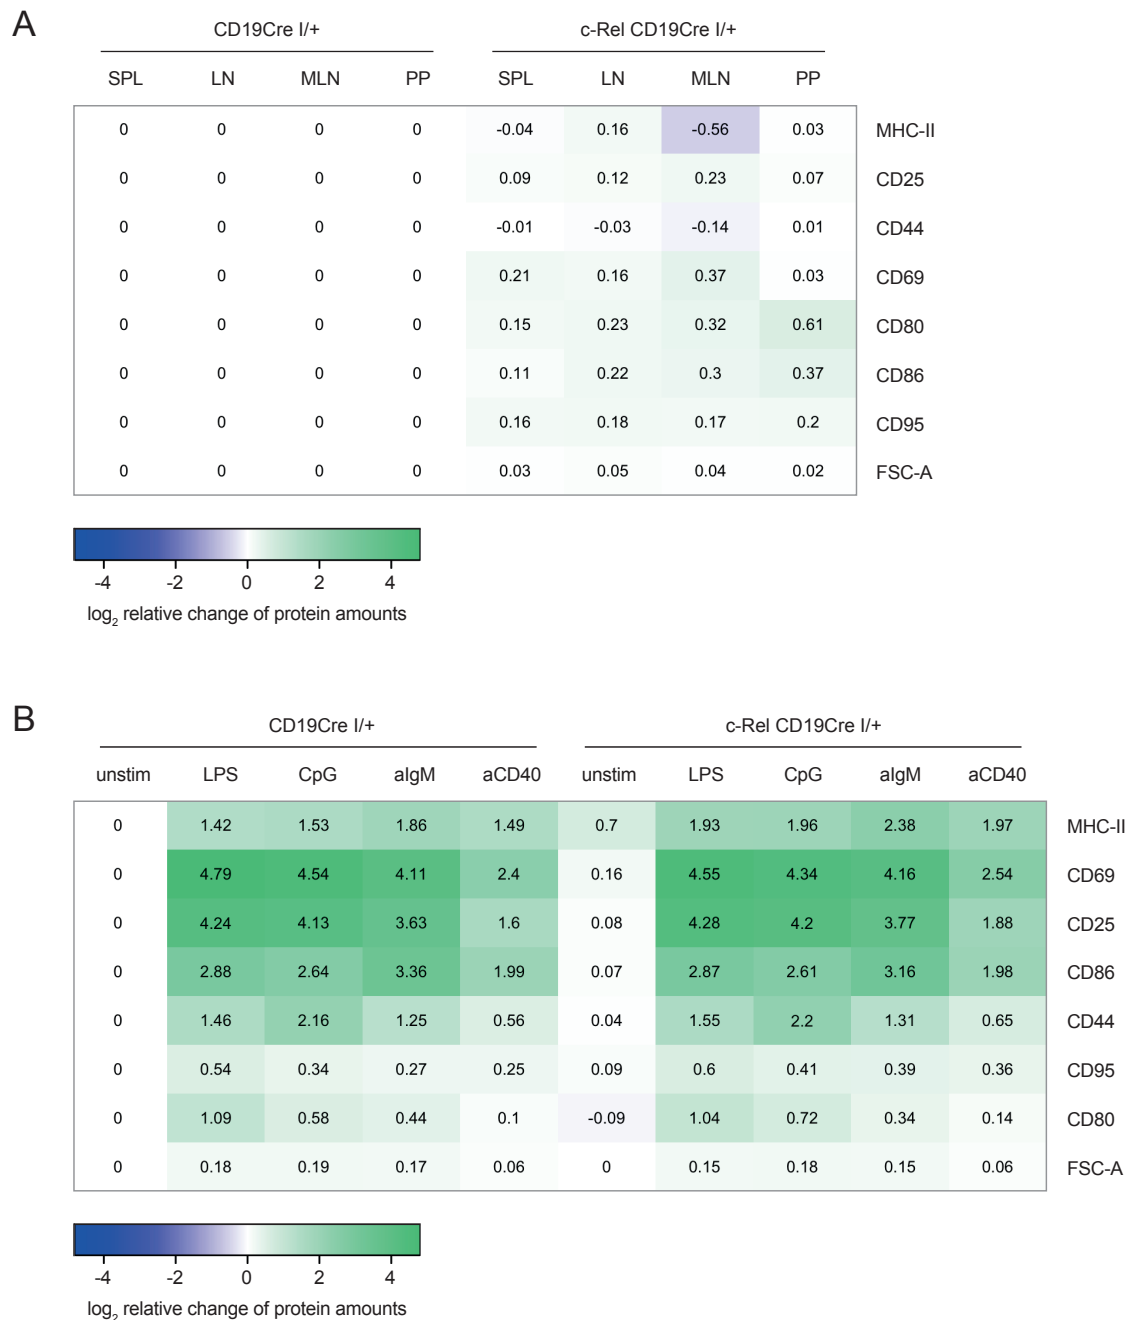 A
CD19Cre I/+ c-Rel CD19Cre I/+
SPL LN MLN PP SPL LN MLN PP
0 0 0 0 -0.04 0.16 -0.56 0.03 MHC-II
0 0 0 0 0.09 0.12 0.23 0.07 CD25
0 0 0 0 -0.01 -0.03 -0.14 0.01 CD44
0 0 0 0 0.21 0.16 0.37 0.03 CD69
0 0 0 0 0.15 0.23 0.32 0.61 CD80
0 0 0 0 0.11 0.22 0.3 0.37 CD86
0 0 0 0 0.16 0.18 0.17 0.2 CD95
0 0 0 0 0.03 0.05 0.04 0.02 FSC-A
-4 -2 0 2 4
log2 relative change of protein amounts
B
CD19Cre I/+ c-Rel CD19Cre I/+
unstim LPS CpG aIgM aCD40 unstim LPS CpG aIgM aCD40
0 1.42 1.53 1.86 1.49 0.7 1.93 1.96 2.38 1.97 MHC-II
0 4.79 4.54 4.11 2.4 0.16 4.55 4.34 4.16 2.54 CD69
0 4.24 4.13 3.63 1.6 0.08 4.28 4.2 3.77 1.88 CD25
0 2.88 2.64 3.36 1.99 0.07 2.87 2.61 3.16 1.98 CD86
0 1.46 2.16 1.25 0.56 0.04 1.55 2.2 1.31 0.65 CD44
0 0.54 0.34 0.27 0.25 0.09 0.6 0.41 0.39 0.36 CD95
0 1.09 0.58 0.44 0.1 -0.09 1.04 0.72 0.34 0.14 CD80
0 0.18 0.19 0.17 0.06 0 0.15 0.18 0.15 0.06 FSC-A
-4 -2 0 2 4
log2 relative change of protein amounts